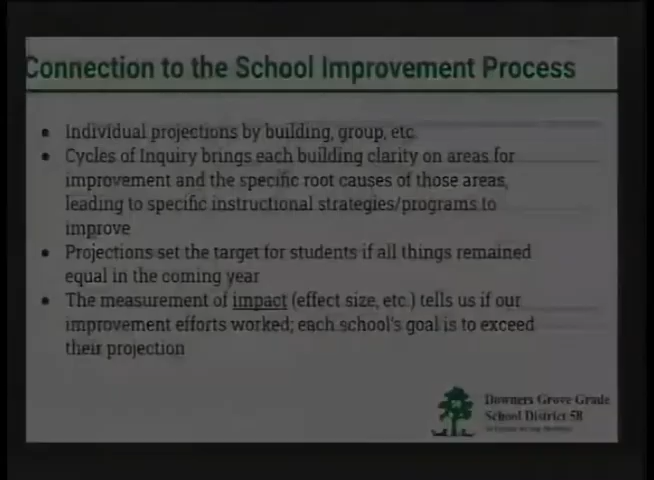 Connection to the School Improvement Process
• Individual projections by building, group, etc
• Cycles of Inquiry brings each building clarity on areas for
improvement and the specific root causes of those areas,
leading to specific instructional strategies/programs to
improve
• Projections set the target for students if all things remained
equal in the coming year
• The measurement of impact (effect size, etc.) tells us if our
improvement efforts worked; each school's goal is to exceed
their projection
Downers Grove Grade
School District 58